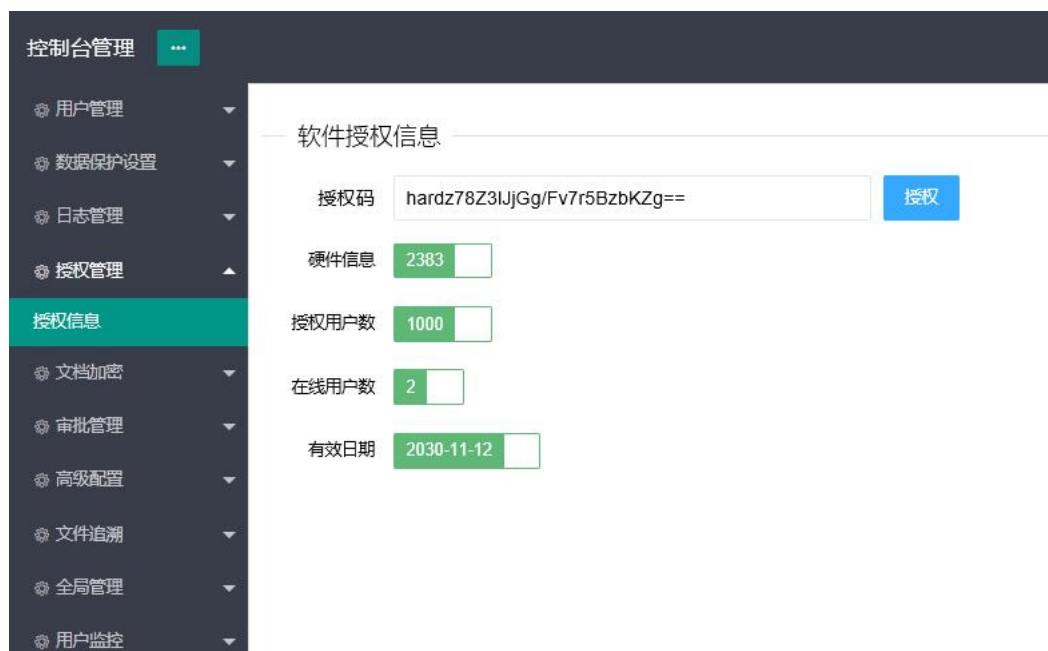 控制台管理 ···
用户管理
数据保护设置
日志管理
授权管理
授权信息
文档加密
审批管理
高级配置
文件追溯
全局管理
用户监控
软件授权信息
授权码 hardz78Z3IJjGg/Fv7r5BzbKZg== 授权
硬件信息 2383
授权用户数 1000
在线用户数 2
有效日期 2030-11-12